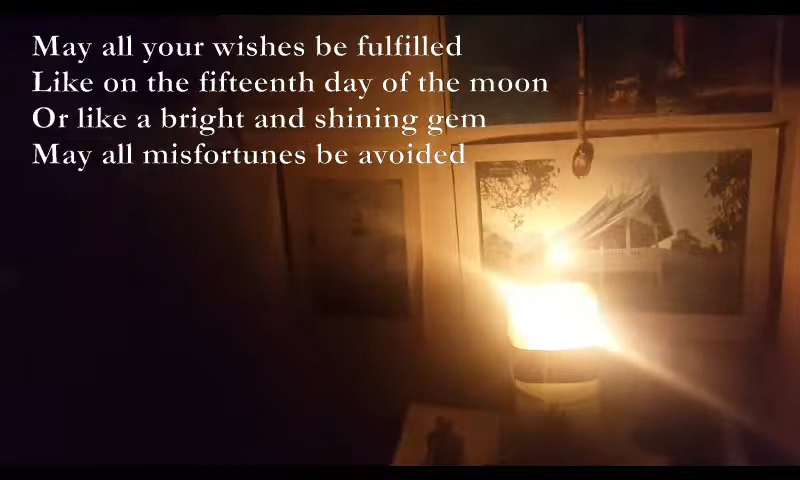 May all your wishes be fulfilled
Like on the fifteenth day of the moon
Or like a bright and shining gem
May all misfortunes be avoided